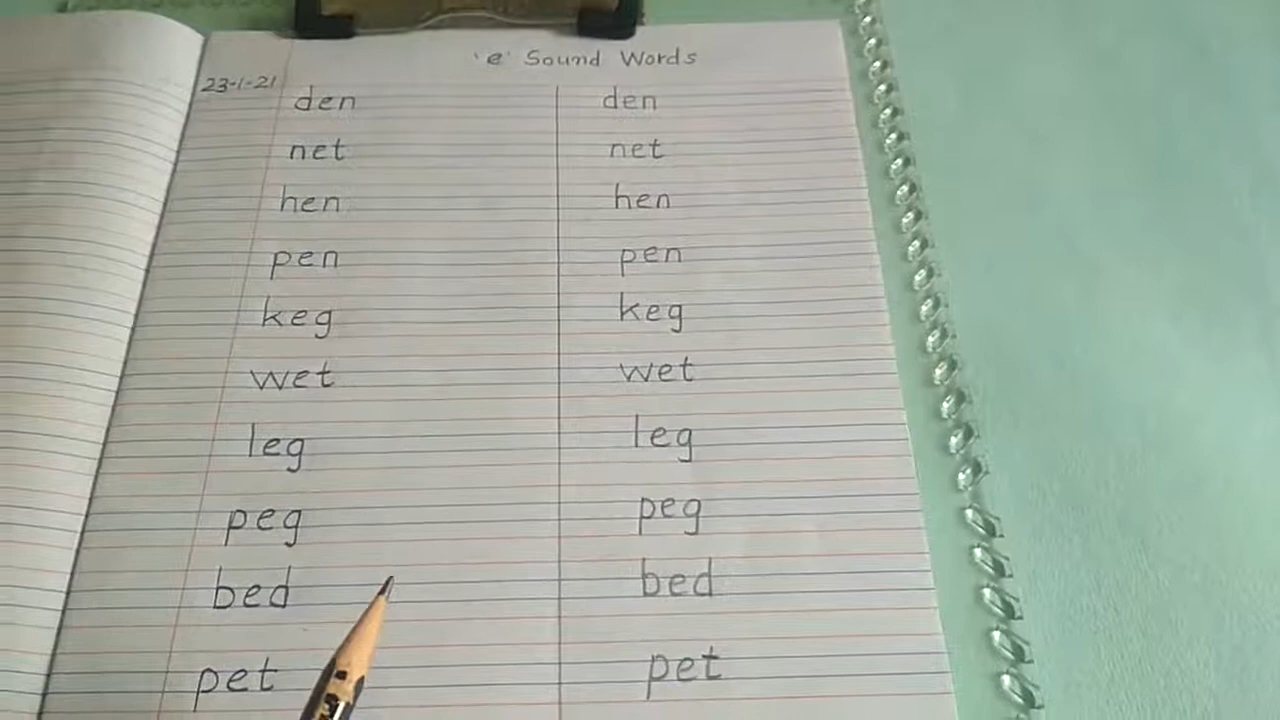 'e' Sound Words
23-1-21
den den
net net
hen hen
pen pen
keg keg
wet wet
leg leg
peg peg
bed bed
pet pet